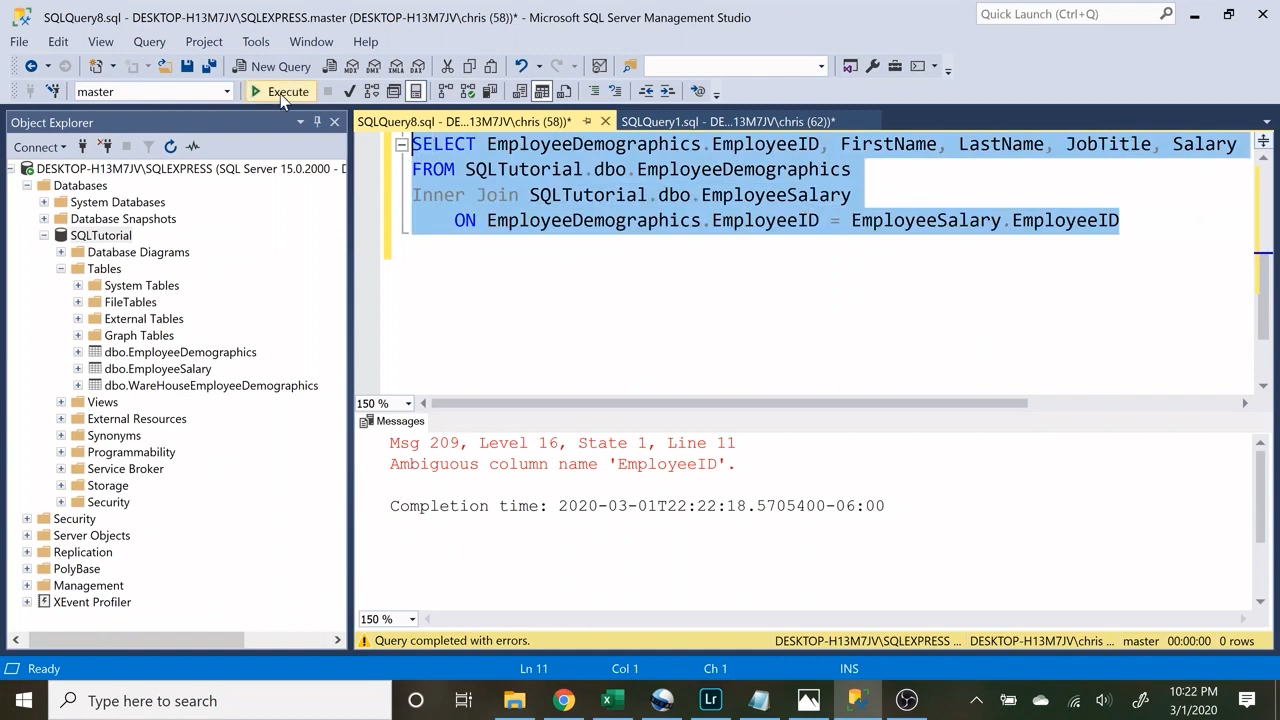 SQLQuery8.sql - DESKTOP-H13M7JV\SQLEXPRESS.master (DESKTOP-H13M7JV\chris (58))* - Microsoft SQL Server Management Studio
Quick Launch (Ctrl+Q)
File Edit View Query Project Tools Window Help
New Query
master
Execute
Object Explorer
SQLQuery8.sql - DE...13M7JV\chris (58))*
SQLQuery1.sql - DE...13M7JV\chris (62))*
Connect
DESKTOP-H13M7JV\SQLEXPRESS (SQL Server 15.0.2000 - D
Databases
System Databases
Database Snapshots
SQLTutorial
Database Diagrams
Tables
System Tables
FileTables
External Tables
Graph Tables
dbo.EmployeeDemographics
dbo.EmployeeSalary
dbo.WareHouseEmployeeDemographics
Views
External Resources
Synonyms
Programmability
Service Broker
Storage
Security
Security
Server Objects
Replication
PolyBase
Management
XEvent Profiler
SELECT EmployeeDemographics.EmployeeID, FirstName, LastName, JobTitle, Salary
FROM SQLTutorial.dbo.EmployeeDemographics
Inner Join SQLTutorial.dbo.EmployeeSalary
ON EmployeeDemographics.EmployeeID = EmployeeSalary.EmployeeID
150 %
Messages
Msg 209, Level 16, State 1, Line 11
Ambiguous column name 'EmployeeID'.
Completion time: 2020-03-01T22:22:18.5705400-06:00
150 %
Query completed with errors.
DESKTOP-H13M7JV\SQLEXPRESS ... DESKTOP-H13M7JV\chris ... master 00:00:00 0 rows
Ready
Ln 11 Col 1 Ch 1 INS
Type here to search
Lr
10:22 PM
3/1/2020